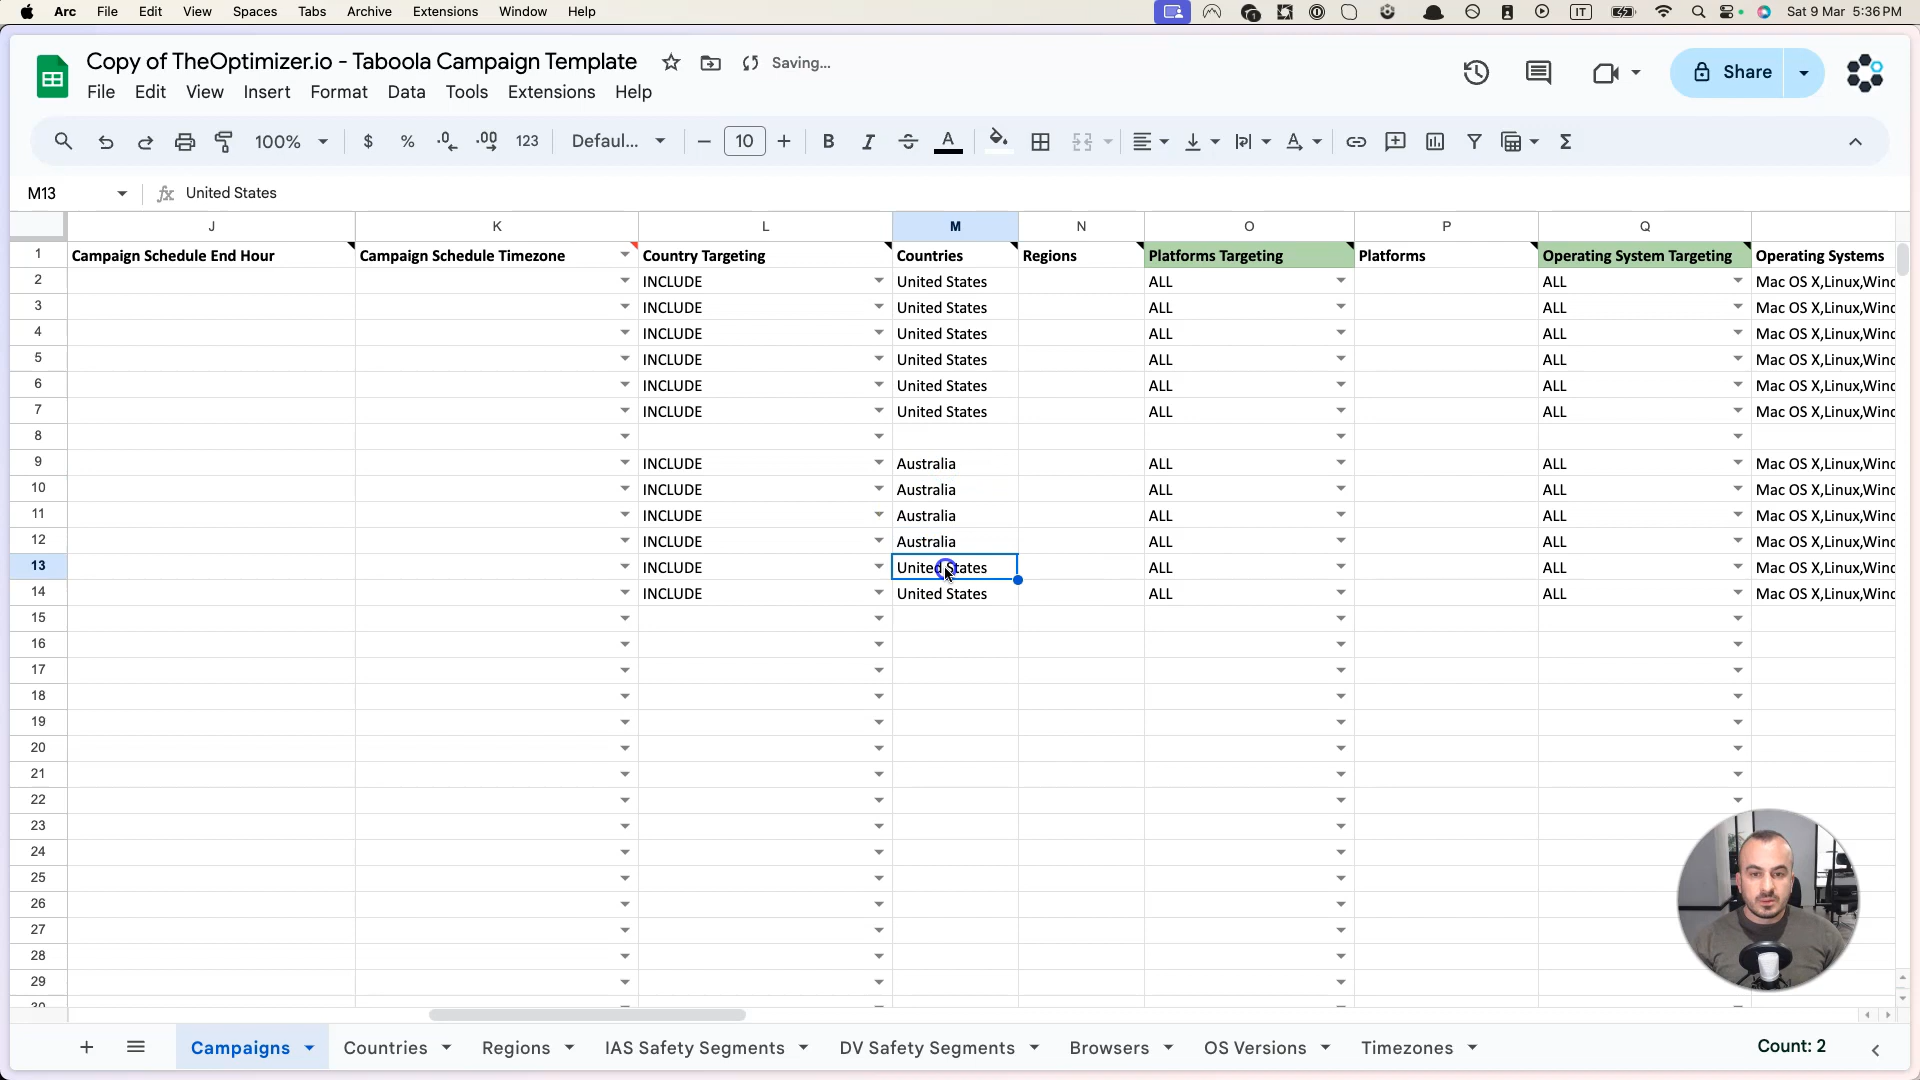 Arc File Edit View Spaces Tabs Archive Extensions Window Help IT Sat 9 Mar 5:36 PM
Copy of TheOptimizer.io - Taboola Campaign Template Saving...
File Edit View Insert Format Data Tools Extensions Help
Share
100% $ % .0 .00 123 Defaul... 10 B I A Σ
M13 fx United States
J K L M N O P Q
1 Campaign Schedule End Hour Campaign Schedule Timezone Country Targeting Countries Regions Platforms Targeting Platforms Operating System Targeting Operating Systems
2 INCLUDE United States ALL ALL Mac OS X,Linux,Winc
3 INCLUDE United States ALL ALL Mac OS X,Linux,Winc
4 INCLUDE United States ALL ALL Mac OS X,Linux,Winc
5 INCLUDE United States ALL ALL Mac OS X,Linux,Winc
6 INCLUDE United States ALL ALL Mac OS X,Linux,Winc
7 INCLUDE United States ALL ALL Mac OS X,Linux,Winc
8
9 INCLUDE Australia ALL ALL Mac OS X,Linux,Winc
10 INCLUDE Australia ALL ALL Mac OS X,Linux,Winc
11 INCLUDE Australia ALL ALL Mac OS X,Linux,Winc
12 INCLUDE Australia ALL ALL Mac OS X,Linux,Winc
13 INCLUDE United States ALL ALL Mac OS X,Linux,Winc
14 INCLUDE United States ALL ALL Mac OS X,Linux,Winc
15
16
17
18
19
20
21
22
23
24
25
26
27
28
29
30
Campaigns Countries Regions IAS Safety Segments DV Safety Segments Browsers OS Versions Timezones Count: 2